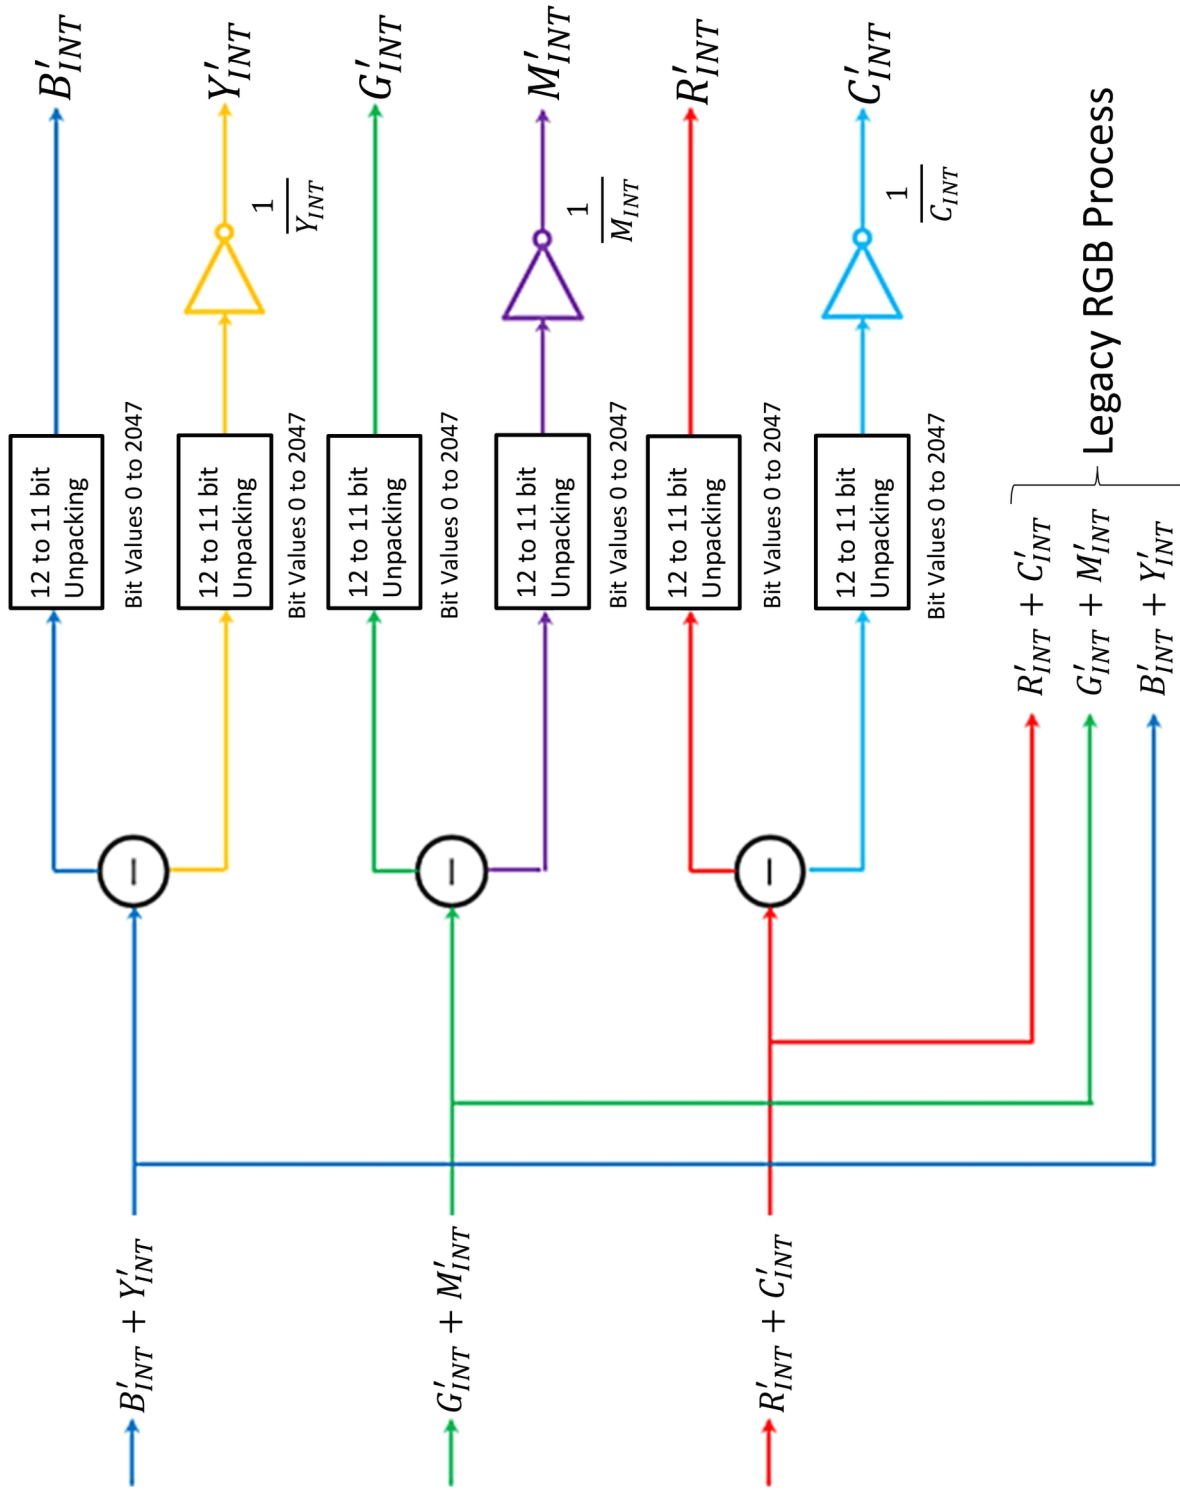 B′INT + Y′INT
G′INT + M′INT
R′INT + C′INT
−
−
−
12 to 11 bit
Unpacking
Bit Values 0 to 2047
12 to 11 bit
Unpacking
Bit Values 0 to 2047
12 to 11 bit
Unpacking
Bit Values 0 to 2047
12 to 11 bit
Unpacking
Bit Values 0 to 2047
12 to 11 bit
Unpacking
Bit Values 0 to 2047
12 to 11 bit
Unpacking
Bit Values 0 to 2047
1
YINT
1
MINT
1
CINT
B′INT
Y′INT
G′INT
M′INT
R′INT
C′INT
R′INT + C′INT
G′INT + M′INT
B′INT + Y′INT
Legacy RGB Process